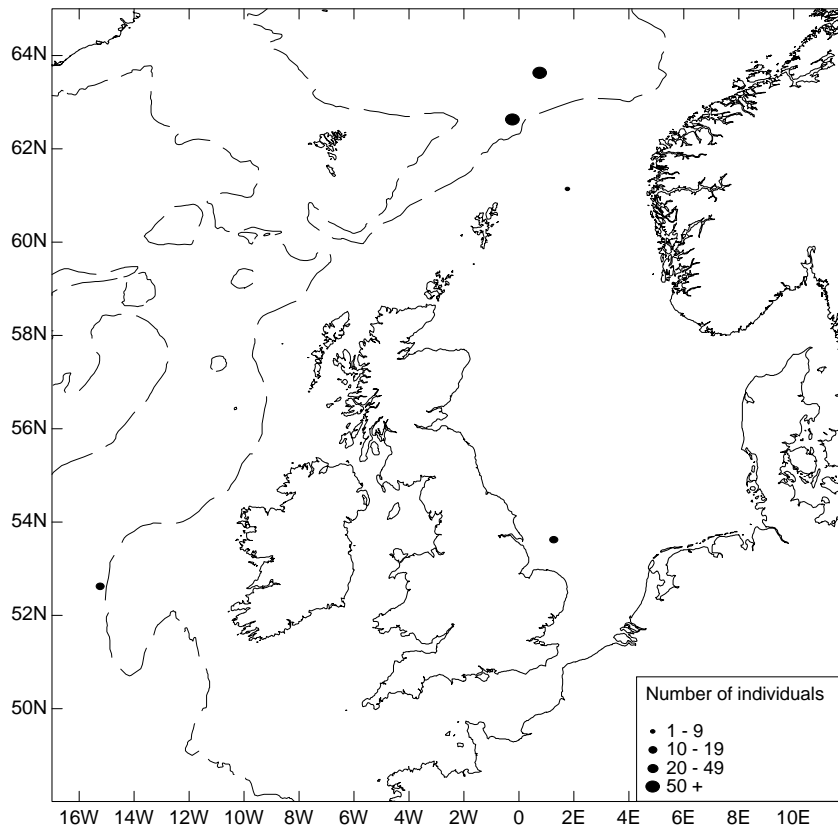 64N
62N
60N
58N
56N
54N
52N
50N
Number of individuals
1 - 9
10 - 19
20 - 49
50 +
16W 14W 12W 10W 8W 6W 4W 2W 0 2E 4E 6E 8E 10E